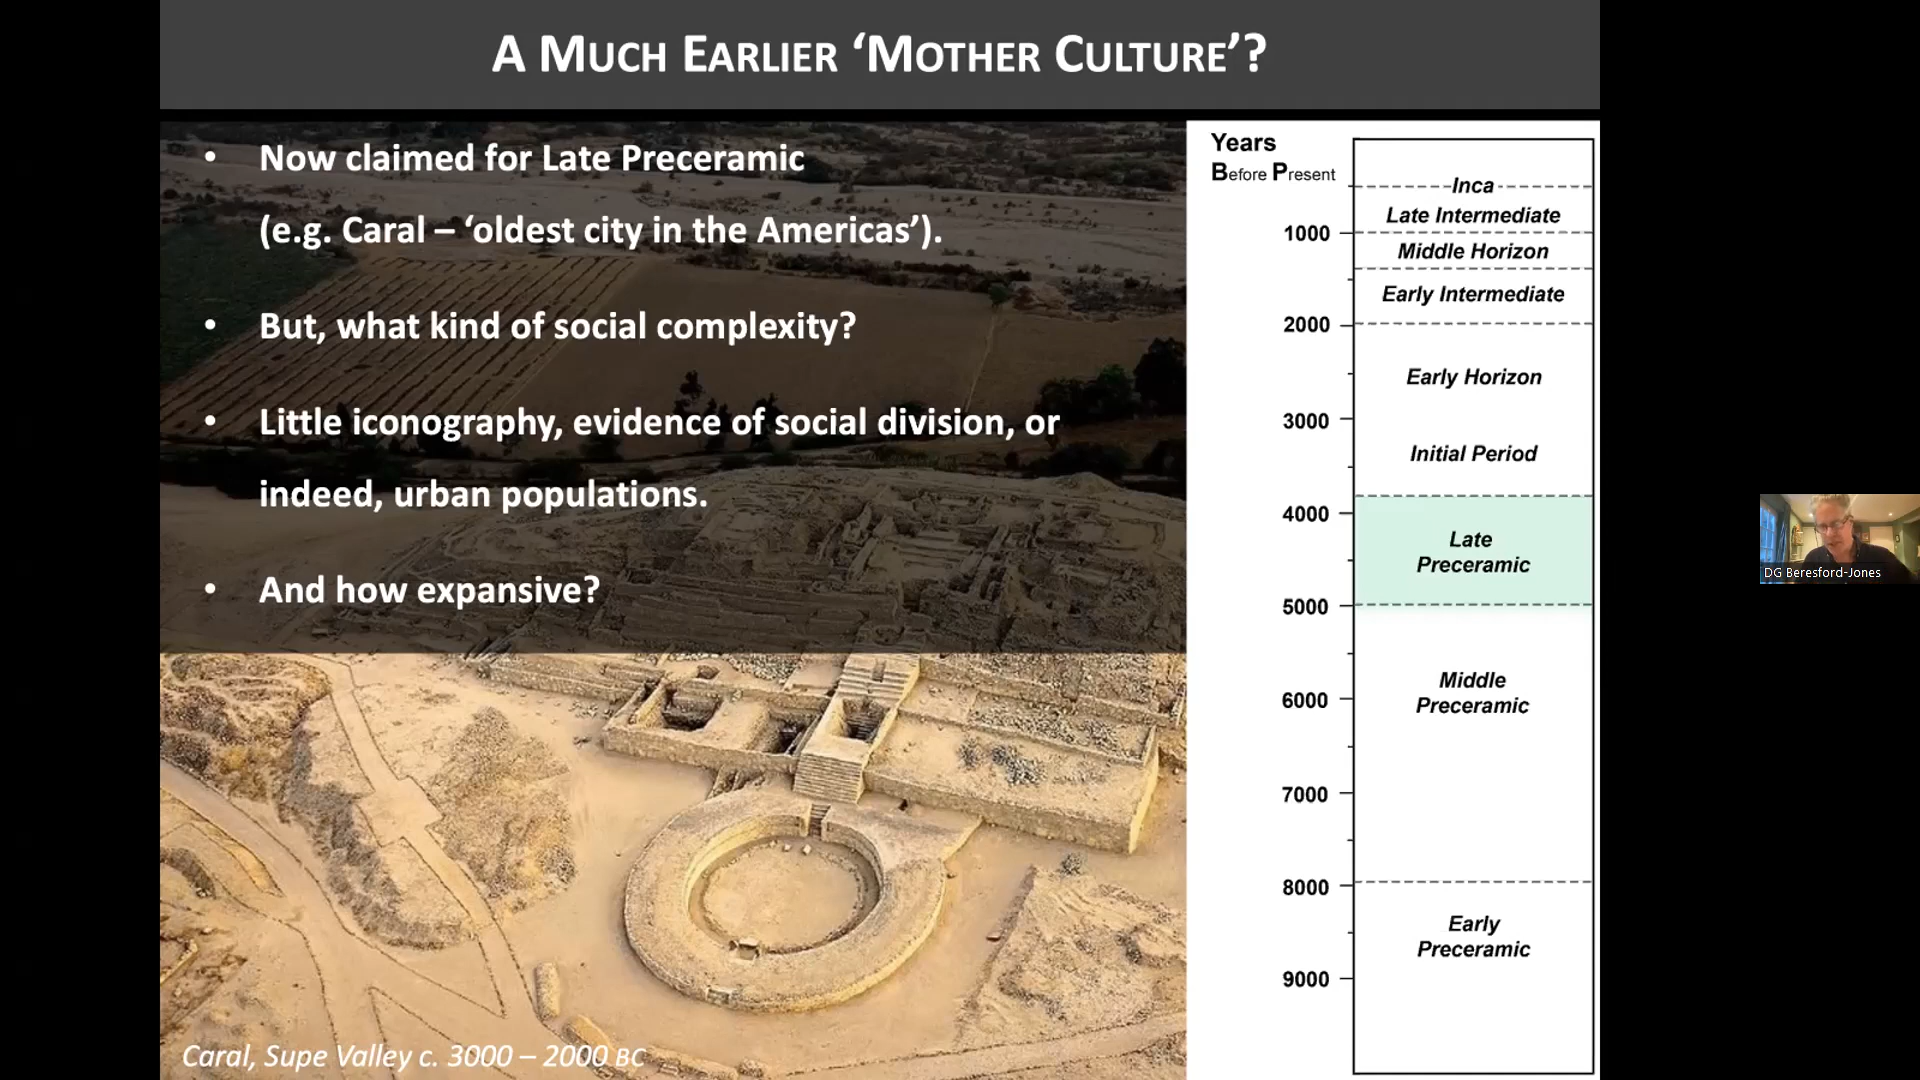 A MUCH EARLIER ‘MOTHER CULTURE’?
• Now claimed for Late Preceramic
(e.g. Caral – ‘oldest city in the Americas’).
• But, what kind of social complexity?
• Little iconography, evidence of social division, or
indeed, urban populations.
• And how expansive?
Caral, Supe Valley c. 3000 – 2000 BC
Years
Before Present
Inca
Late Intermediate
1000
Middle Horizon
Early Intermediate
2000
Early Horizon
3000
Initial Period
4000
Late
Preceramic
5000
Middle
Preceramic
6000
7000
8000
Early
Preceramic
9000
DG Beresford-Jones